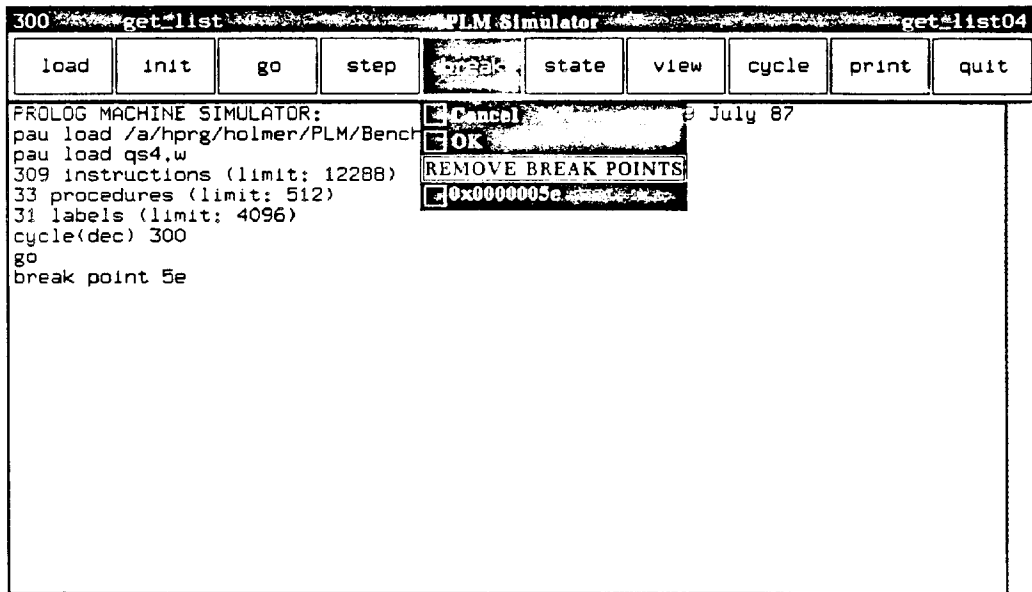 300 get_list PLM Simulator get_list04
load init go step break state view cycle print quit
PROLOG MACHINE SIMULATOR: 9 July 87
pau load /a/hprg/holmer/PLM/Bench
pau load qs4.w
309 instructions (limit: 12288)
33 procedures (limit: 512)
31 labels (limit: 4096)
cycle(dec) 300
go
break point 5e
Cancel
OK
REMOVE BREAK POINTS
0x0000005e